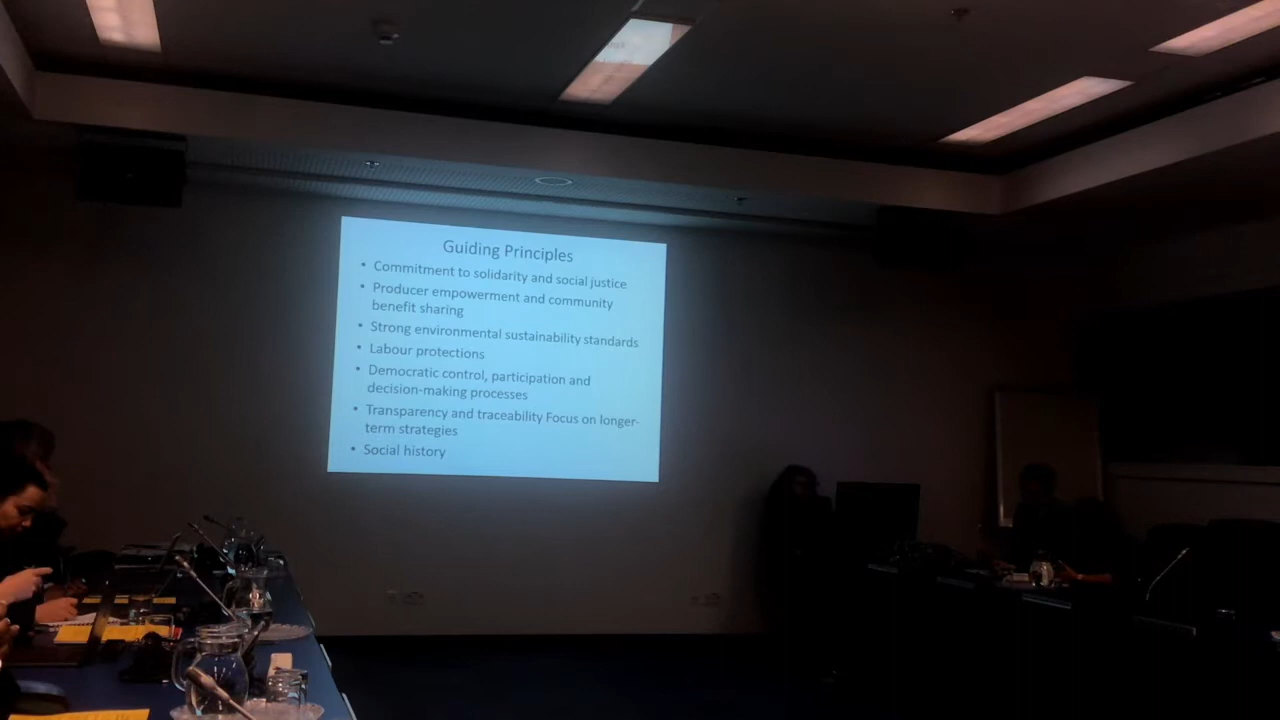 Guiding Principles
• Commitment to solidarity and social justice
• Producer empowerment and community
benefit sharing
• Strong environmental sustainability standards
• Labour protections
• Democratic control, participation and
decision-making processes
• Transparency and traceability Focus on longer-
term strategies
• Social history